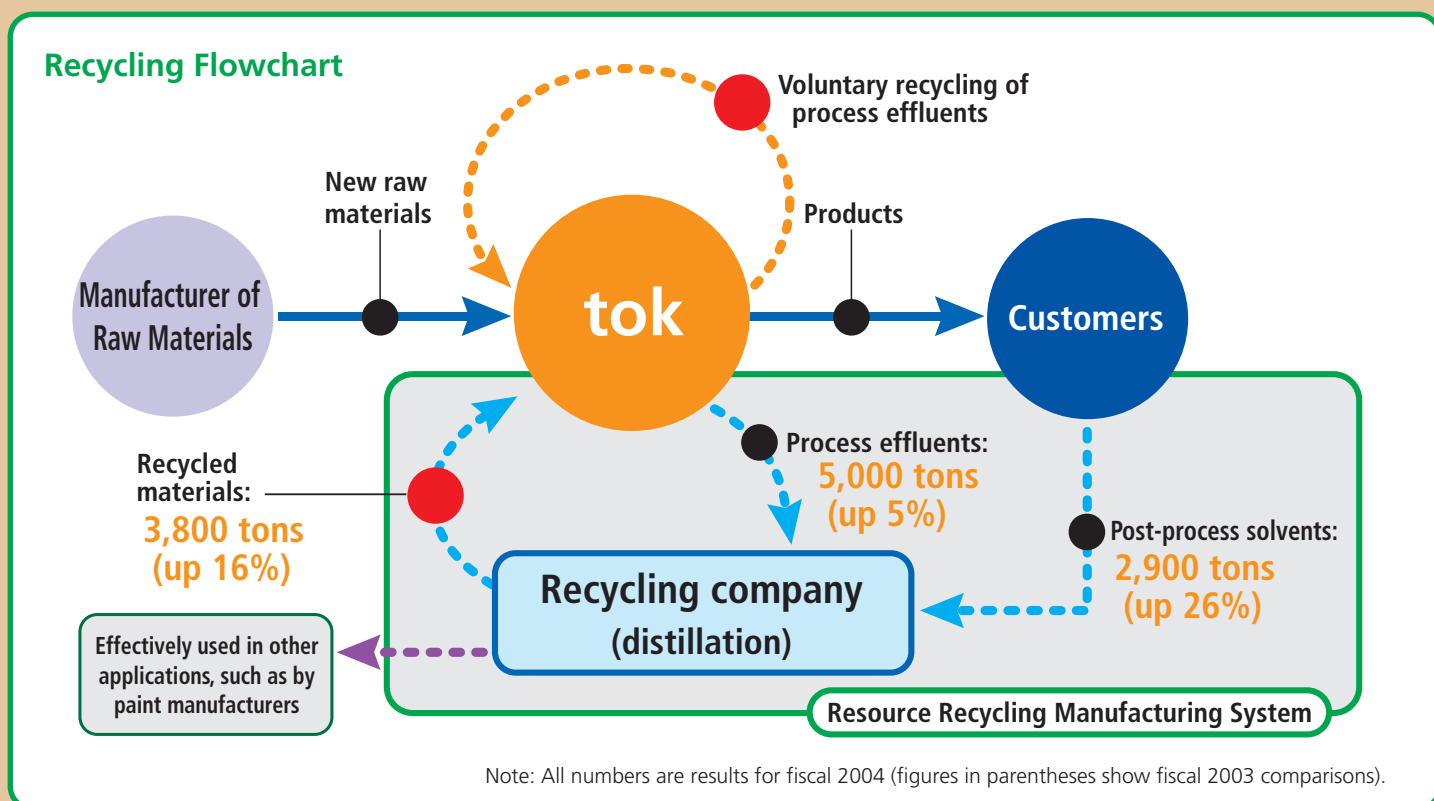 Recycling Flowchart
Voluntary recycling of
process effluents
New raw
materials
Products
Manufacturer of
Raw Materials
tok
Customers
Recycled
materials:
3,800 tons
(up 16%)
Process effluents:
5,000 tons
(up 5%)
Post-process solvents:
2,900 tons
(up 26%)
Recycling company
(distillation)
Effectively used in other
applications, such as by
paint manufacturers
Resource Recycling Manufacturing System
Note: All numbers are results for fiscal 2004 (figures in parentheses show fiscal 2003 comparisons).